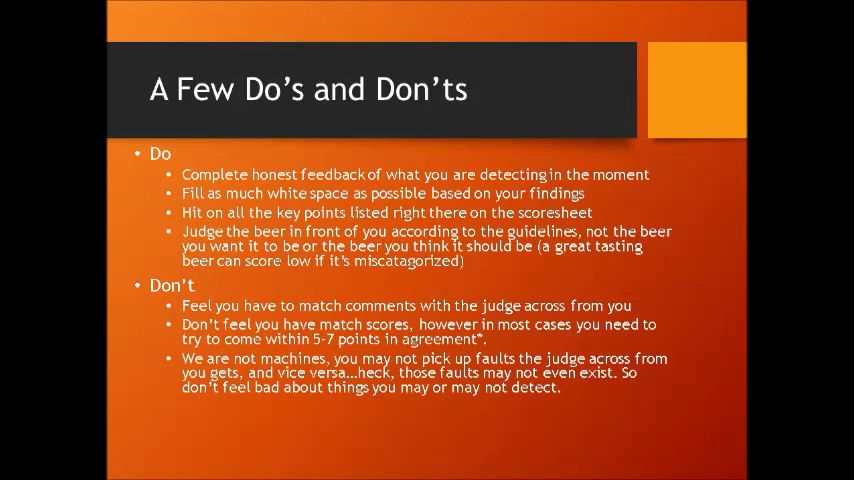 A Few Do's and Don'ts
• Do
• Complete honest feedback of what you are detecting in the moment
• Fill as much white space as possible based on your findings
• Hit on all the key points listed right there on the scoresheet
• Judge the beer in front of you according to the guidelines, not the beer
you want it to be or the beer you think it should be (a great tasting
beer can score low if it's miscatagorized)
• Don't
• Feel you have to match comments with the judge across from you
• Don't feel you have match scores, however in most cases you need to
try to come within 5-7 points in agreement*.
• We are not machines, you may not pick up faults the judge across from
you gets, and vice versa...heck, those faults may not even exist. So
don't feel bad about things you may or may not detect.